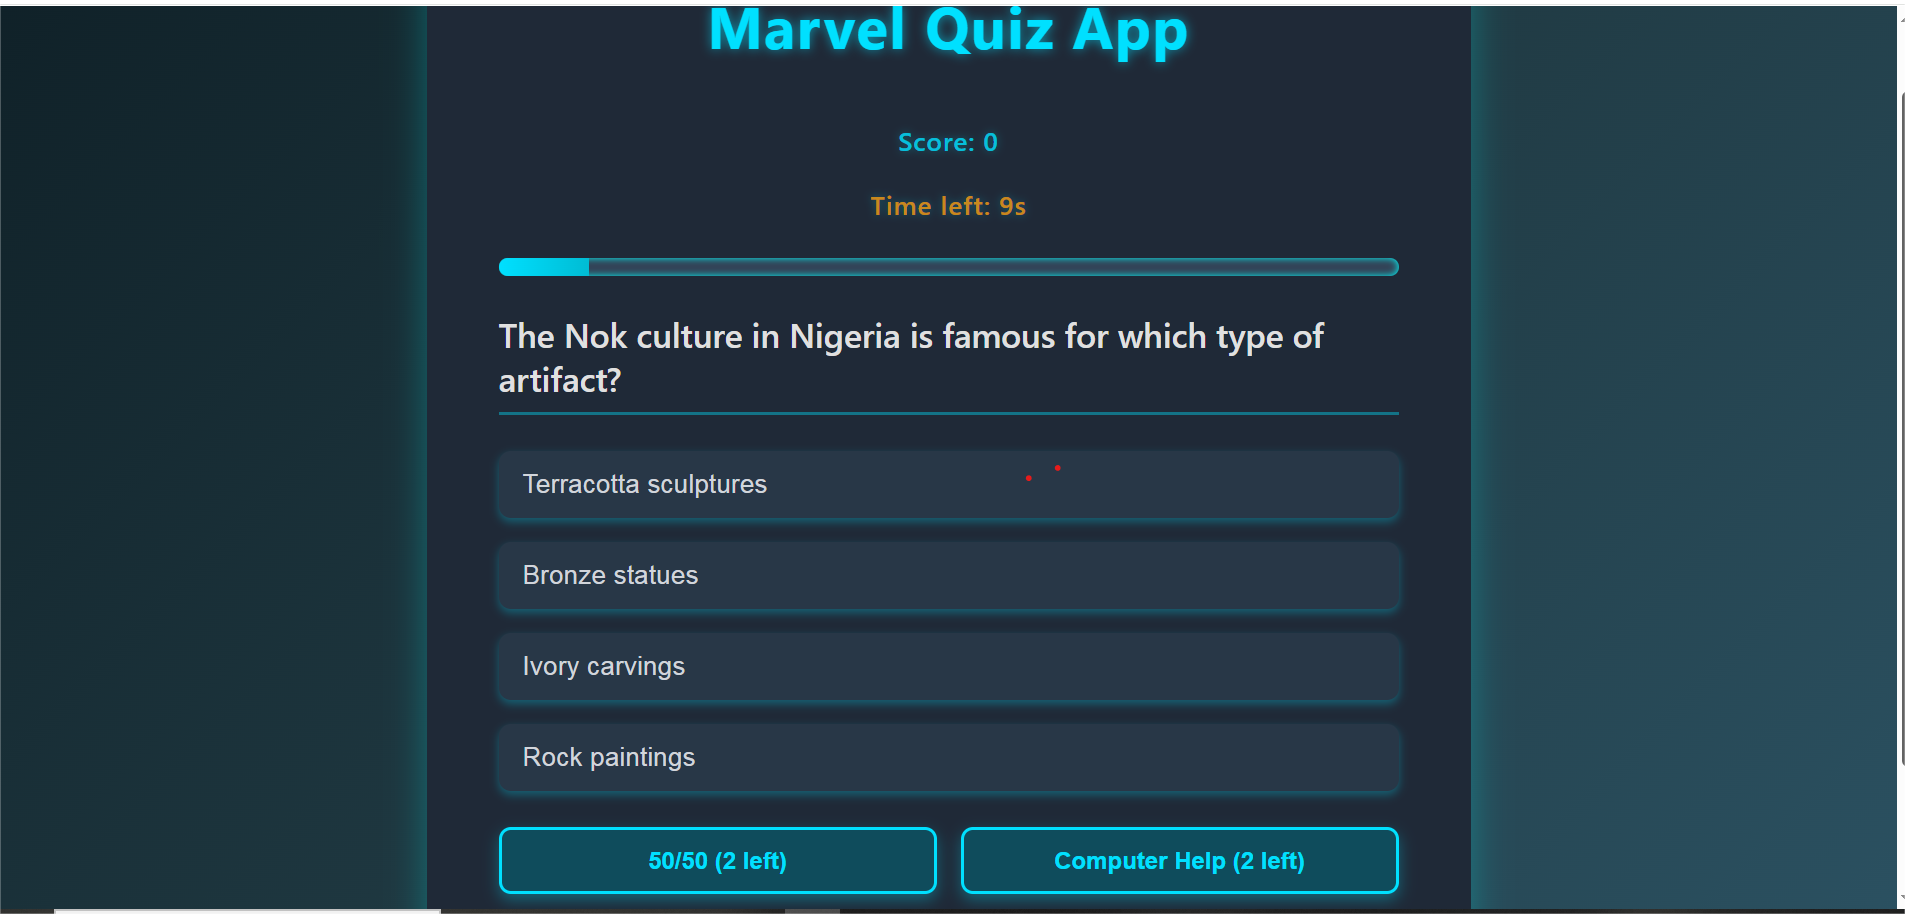 Marvel Quiz App
Score: 0
Time left: 9s
The Nok culture in Nigeria is famous for which type of
artifact?
Terracotta sculptures
Bronze statues
Ivory carvings
Rock paintings
50/50 (2 left)
Computer Help (2 left)